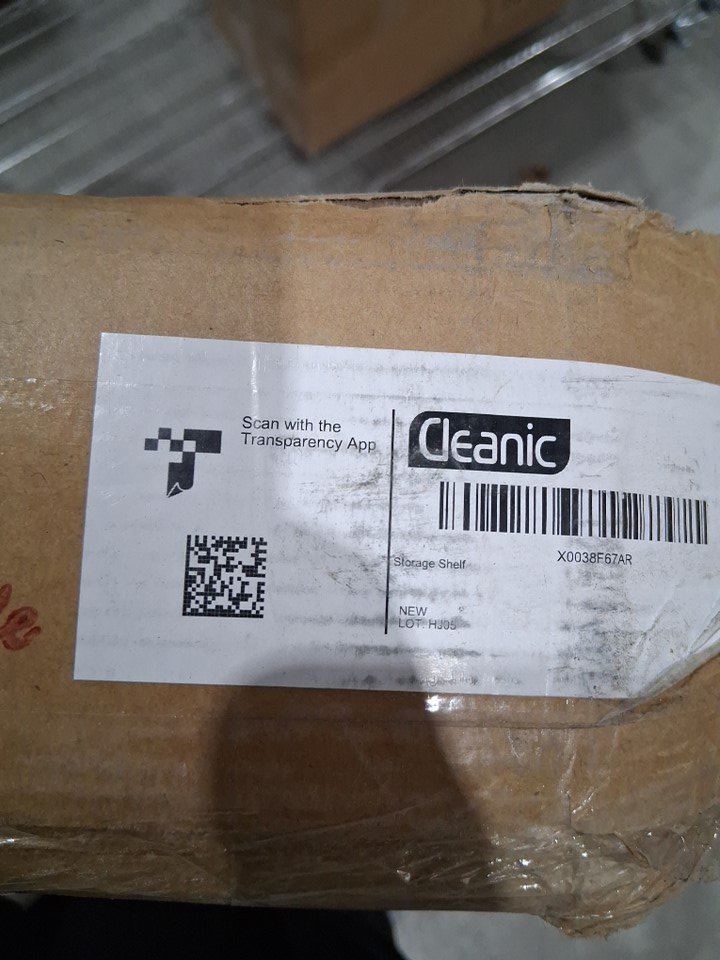 Scan with the
Transparency App
Cleanic
X0038F67AR
Storage Shelf
NEW
LOT: HJ05